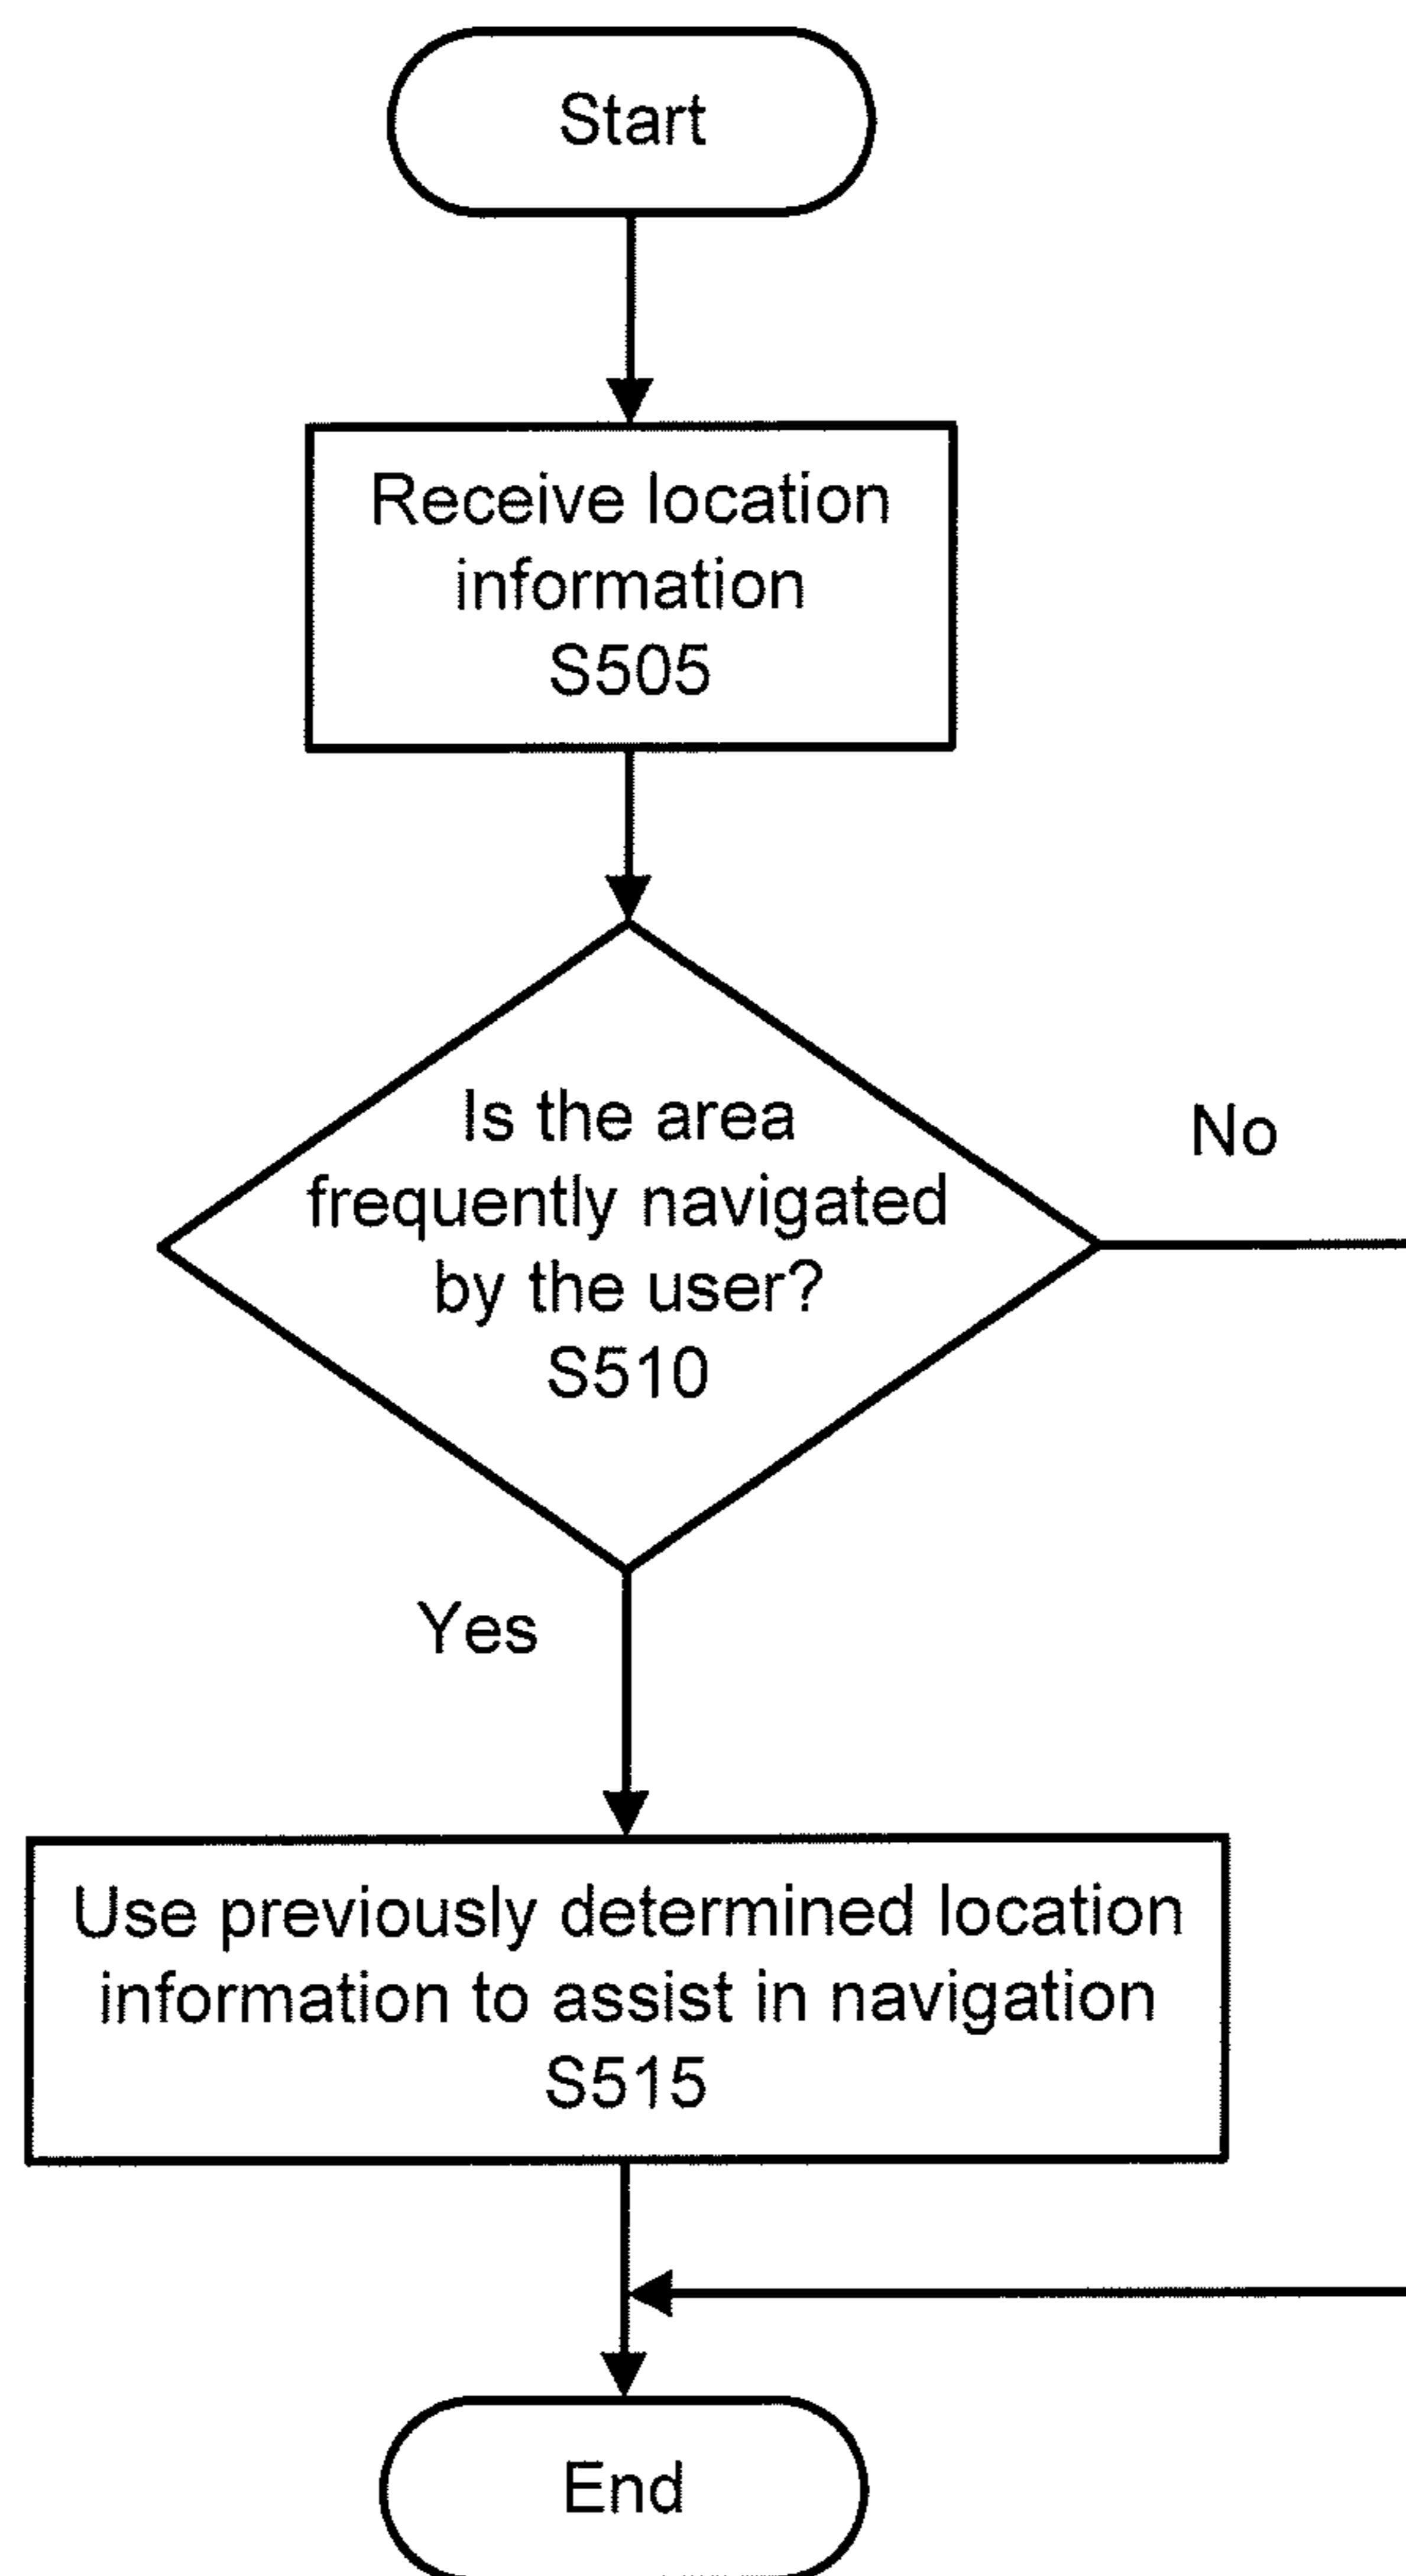 Start
Receive location
information
S505
Is the area
frequently navigated
by the user?
S510
No
Yes
Use previously determined location
information to assist in navigation
S515
End